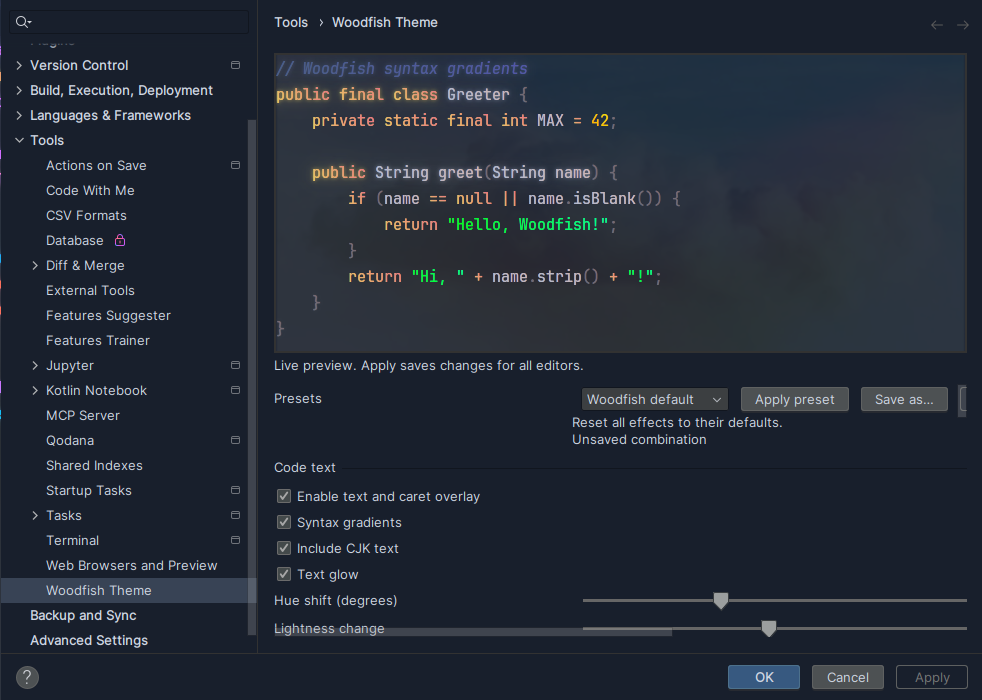 Tools › Woodfish Theme
Version Control
Build, Execution, Deployment
Languages & Frameworks
Tools
Actions on Save
Code With Me
CSV Formats
Database
Diff & Merge
External Tools
Features Suggester
Features Trainer
Jupyter
Kotlin Notebook
MCP Server
Qodana
Shared Indexes
Startup Tasks
Tasks
Terminal
Web Browsers and Preview
Woodfish Theme
Backup and Sync
Advanced Settings
// Woodfish syntax gradients
public final class Greeter {
    private static final int MAX = 42;
    public String greet(String name) {
        if (name == null || name.isBlank()) {
            return "Hello, Woodfish!";
        }
        return "Hi, " + name.strip() + "!";
    }
}
Live preview. Apply saves changes for all editors.
Presets Woodfish default Apply preset Save as...
Reset all effects to their defaults.
Unsaved combination
Code text
Enable text and caret overlay
Syntax gradients
Include CJK text
Text glow
Hue shift (degrees)
Lightness change
? OK Cancel Apply